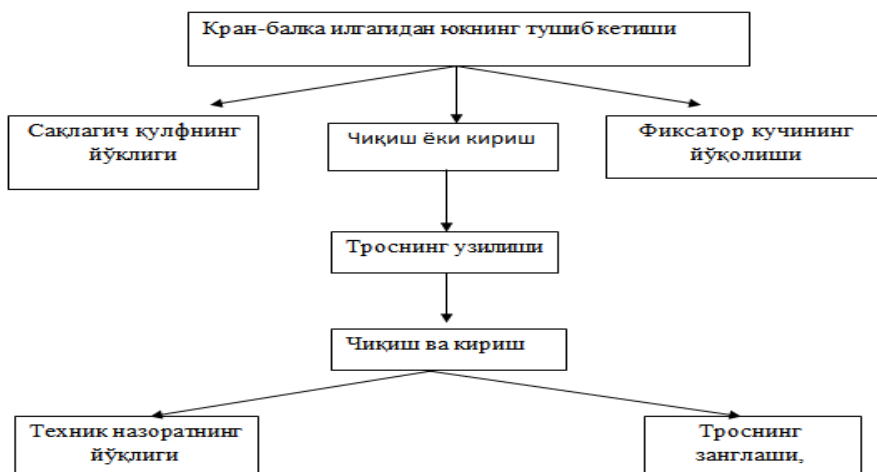 Кран-балка илгагидан юкнинг тушиб кетиши
Сақлагич қулфнинг
йўклиги
Чиқиш ёки кириш
Фиксатор кучининг
йўқолиши
Троснинг узилиши
Чиқиш ва кириш
Техник назоратнинг
йўқлиги
Троснинг
занглаши,